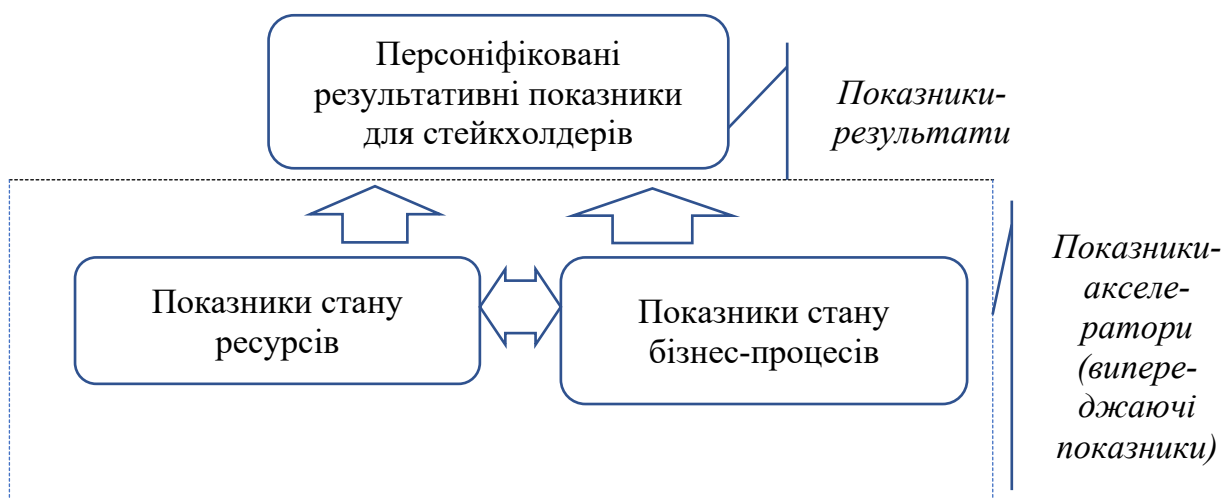 Персоніфіковані
результативні показники
для стейкхолдерів
Показники-
результати
Показники стану
ресурсів
Показники стану
бізнес-процесів
Показники-
акселе-
ратори
(випере-
джаючі
показники)